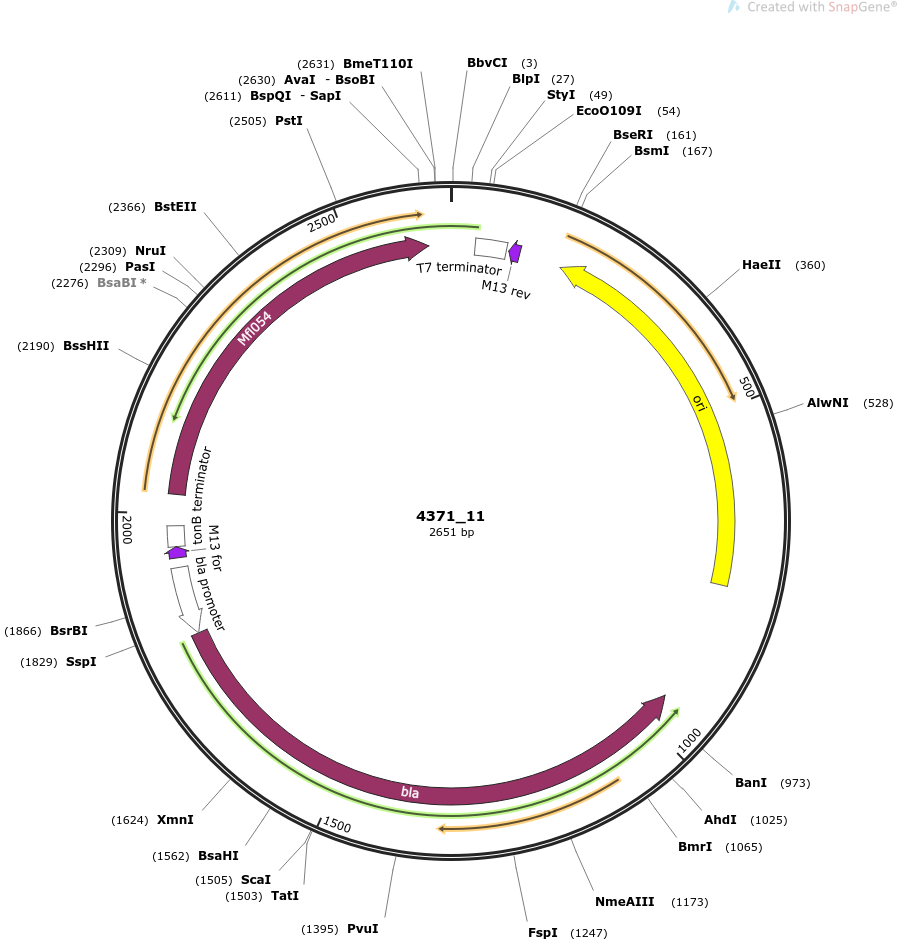 Created with SnapGene®
(2631) BmeT110I
(2630) AvaI - BsoBI
(2611) BspQI - SapI
(2505) PstI
(2366) BstEII
(2309) NruI
(2296) PasI
(2276) BsaBI *
(2190) BssHII
(1866) BsrBI
(1829) SspI
(1624) XmnI
(1562) BsaHI
(1505) ScaI
(1503) TatI
(1395) PvuI
BbvCI (3)
BlpI (27)
StyI (49)
EcoO109I (54)
BseRI (161)
BsmI (167)
HaeII (360)
AlwNI (528)
BanI (973)
AhdI (1025)
BmrI (1065)
NmeAIII (1173)
FspI (1247)
500
1000
1500
2000
2500
T7 terminator
M13 rev
ori
Mfl054
tonB terminator
M13 for
bla promoter
bla
4371_11
2651 bp